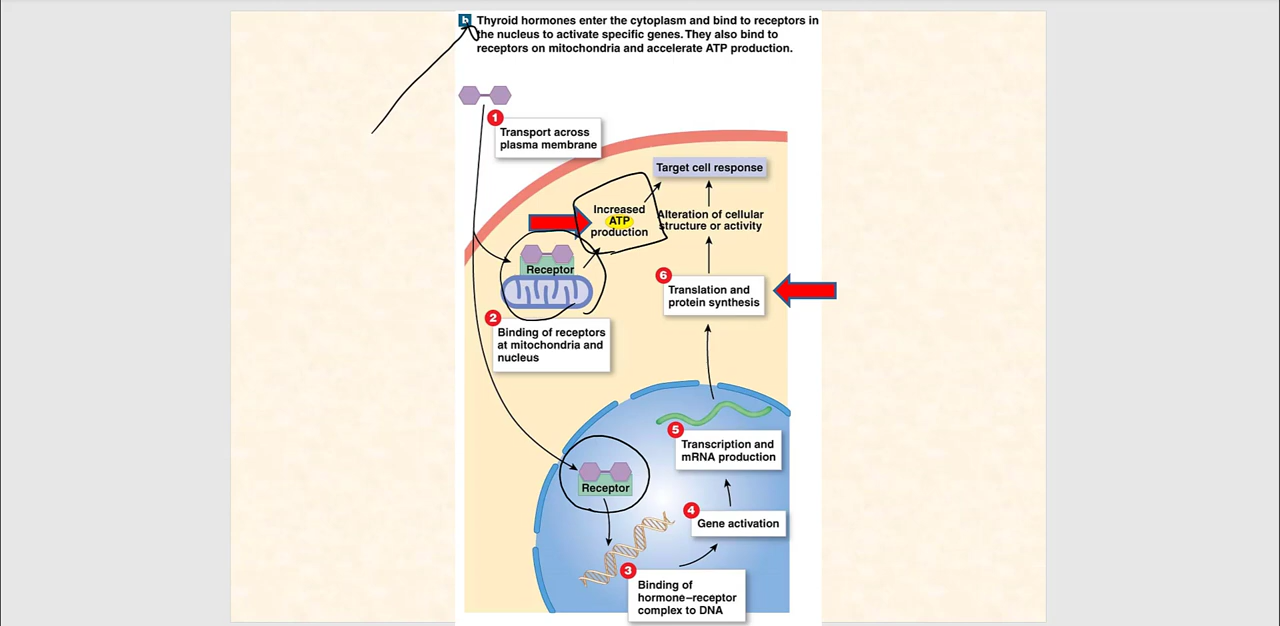 b Thyroid hormones enter the cytoplasm and bind to receptors in
the nucleus to activate specific genes. They also bind to
receptors on mitochondria and accelerate ATP production.
1
Transport across
plasma membrane
Target cell response
Increased
ATP
production
Alteration of cellular
structure or activity
Receptor
6
Translation and
protein synthesis
2
Binding of receptors
at mitochondria and
nucleus
5
Transcription and
mRNA production
Receptor
4
Gene activation
3
Binding of
hormone–receptor
complex to DNA